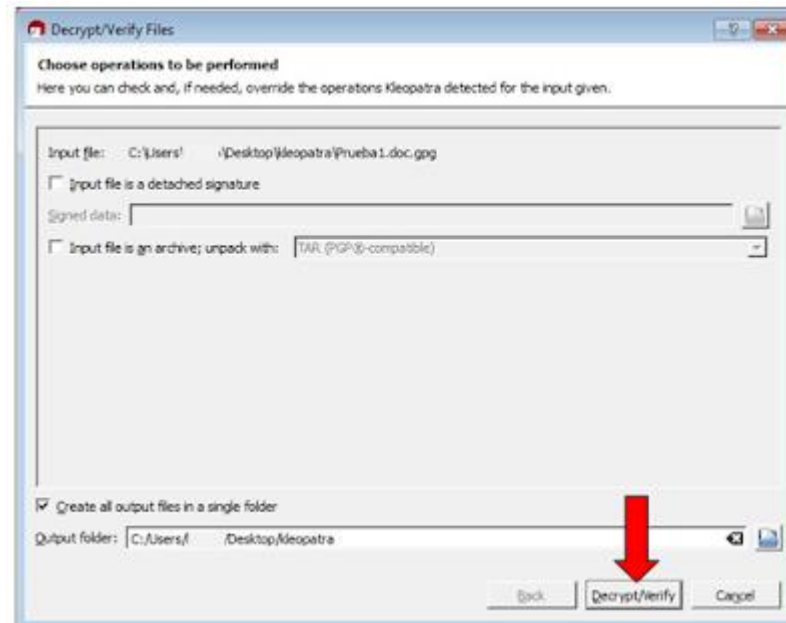 Decrypt/Verify Files
Choose operations to be performed
Here you can check and, if needed, override the operations Kleopatra detected for the input given.
Input file: C:\Users\ \Desktop\kleopatra\Prueba1.doc.gpg
Input file is a detached signature
Signed data:
Input file is an archive; unpack with: TAR (PGP®-compatible)
Create all output files in a single folder
Output folder: C:/Users/ /Desktop/kleopatra
Back Decrypt/Verify Cancel